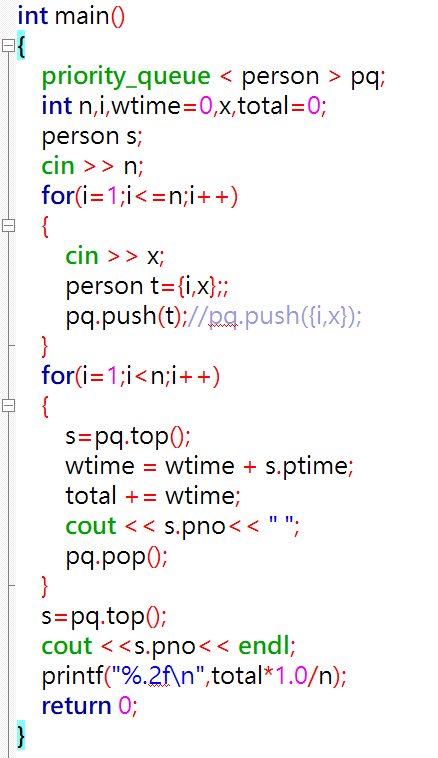 int main()
{
priority_queue < person > pq;
int n,i,wtime=0,x,total=0;
person s;
cin >> n;
for(i=1;i<=n;i++)
{
cin >> x;
person t={i,x};;
pq.push(t);//pq.push({i,x});
}
for(i=1;i<n;i++)
{
s=pq.top();
wtime = wtime + s.ptime;
total += wtime;
cout << s.pno<< " ";
pq.pop();
}
s=pq.top();
cout <<s.pno<< endl;
printf("%.2f\n",total*1.0/n);
return 0;
}